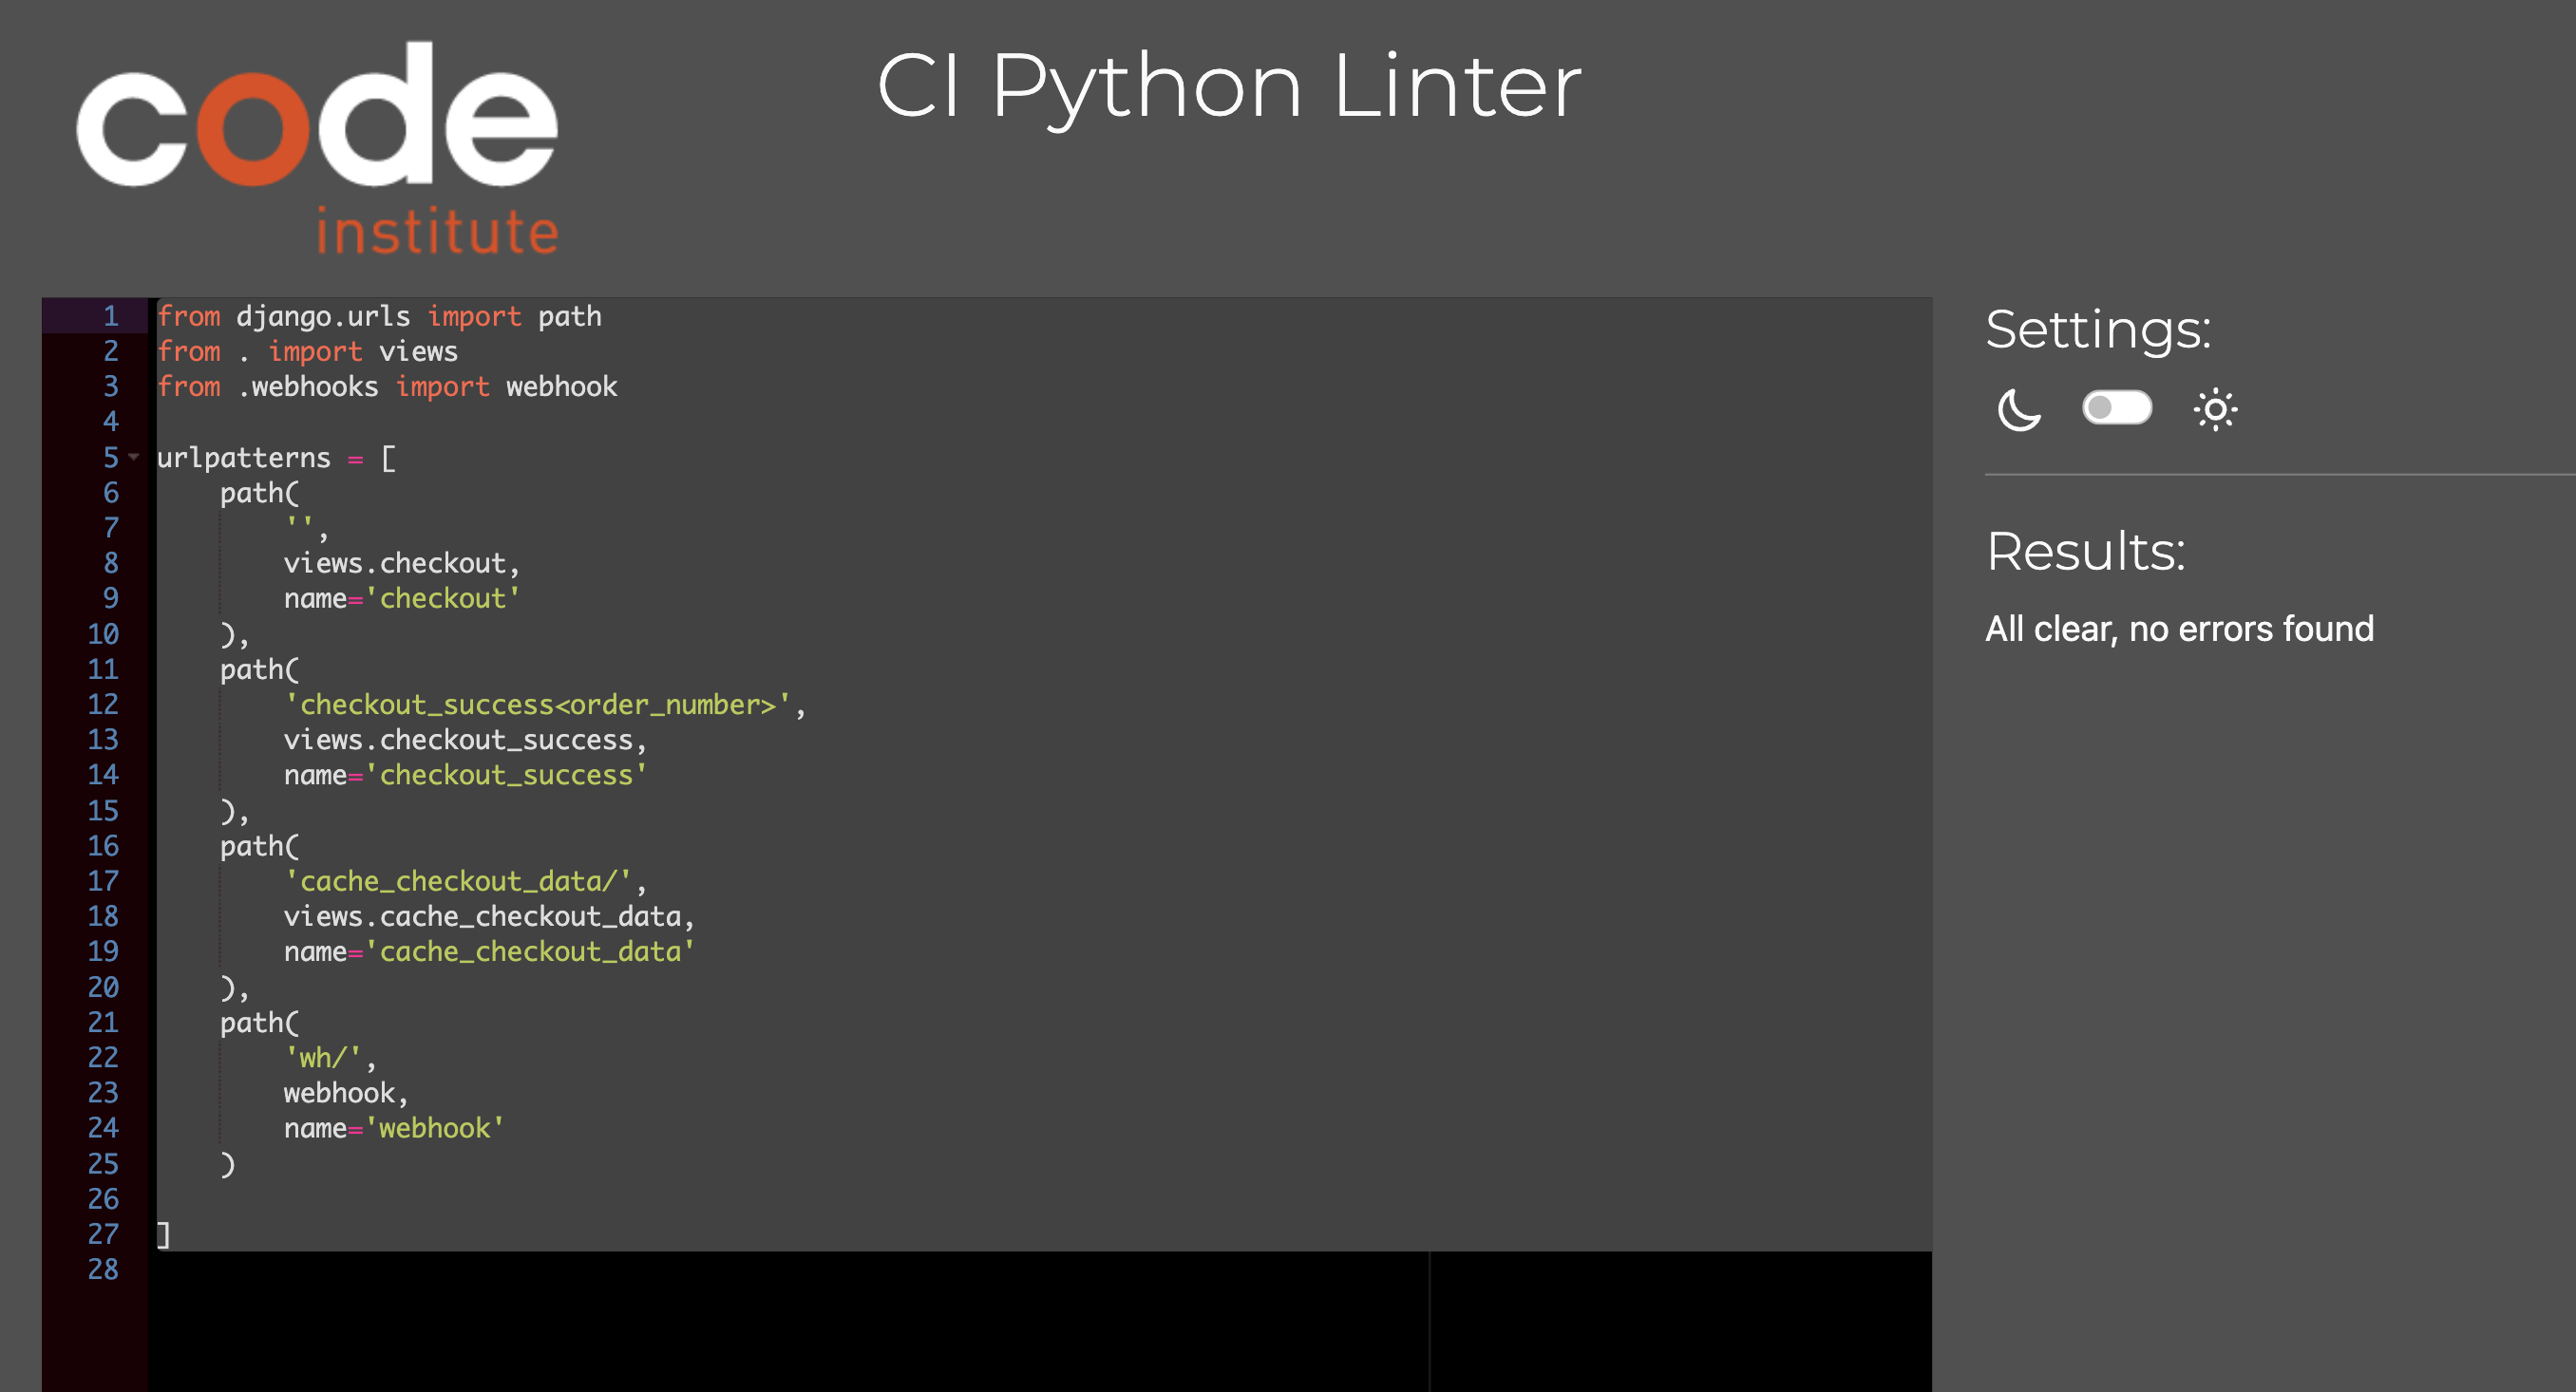 code
institute
CI Python Linter
1 from django.urls import path
2 from . import views
3 from .webhooks import webhook
4
5 urlpatterns = [
6     path(
7         '',
8         views.checkout,
9         name='checkout'
10     ),
11     path(
12         'checkout_success<order_number>',
13         views.checkout_success,
14         name='checkout_success'
15     ),
16     path(
17         'cache_checkout_data/',
18         views.cache_checkout_data,
19         name='cache_checkout_data'
20     ),
21     path(
22         'wh/',
23         webhook,
24         name='webhook'
25     )
26
27 ]
28
Settings:
Results:
All clear, no errors found